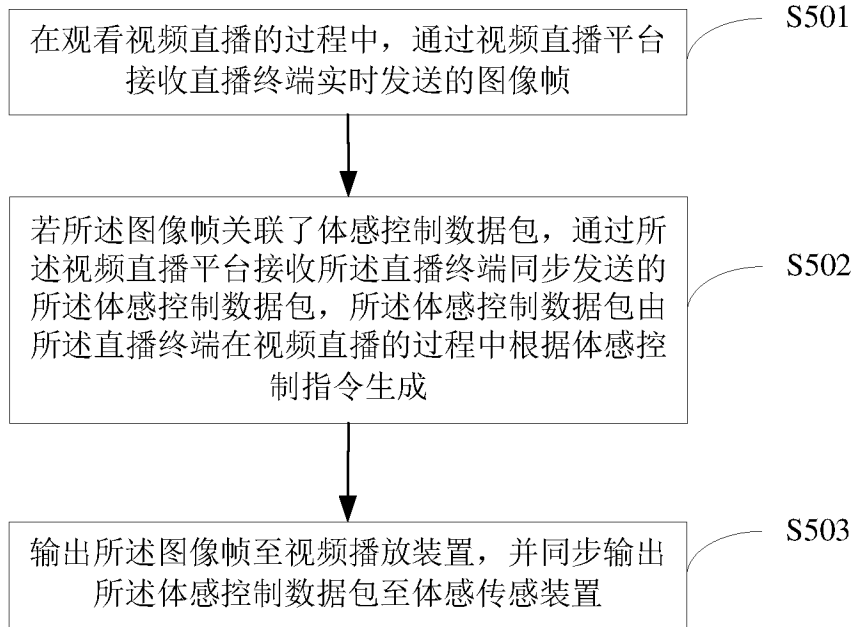 在观看视频直播的过程中，通过视频直播平台
接收直播终端实时发送的图像帧
S501
若所述图像帧关联了体感控制数据包，通过所
述视频直播平台接收所述直播终端同步发送的
所述体感控制数据包，所述体感控制数据包由
所述直播终端在视频直播的过程中根据体感控
制指令生成
S502
输出所述图像帧至视频播放装置，并同步输出
所述体感控制数据包至体感传感装置
S503